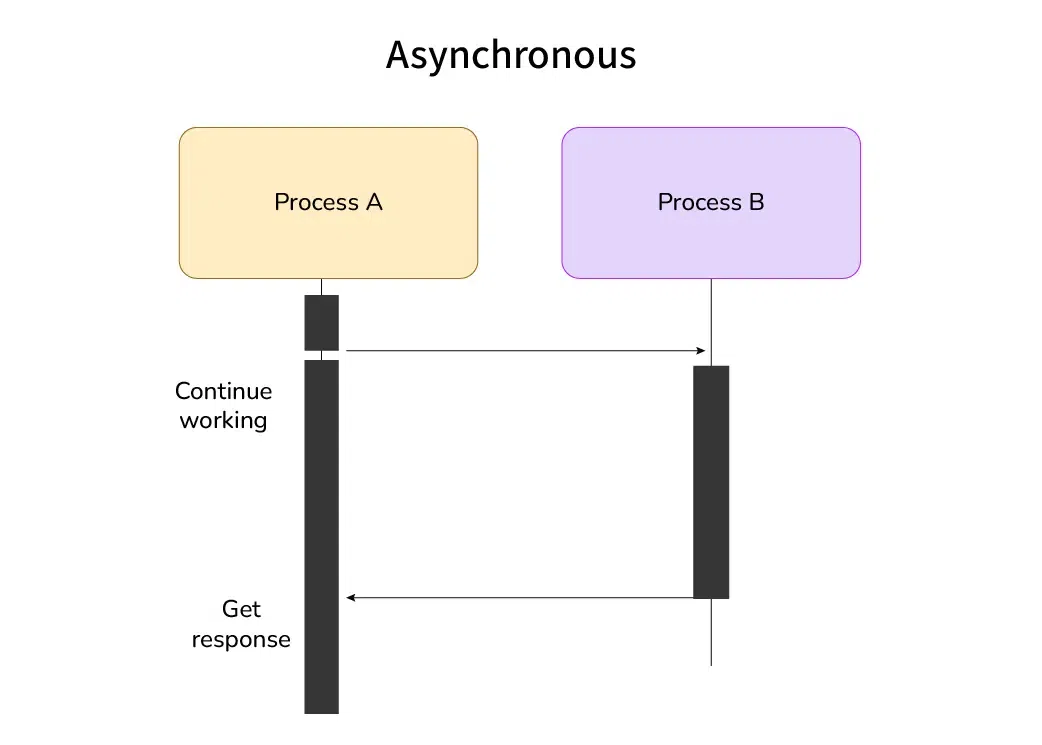 Asynchronous
Process A
Process B
Continue
working
Get
response